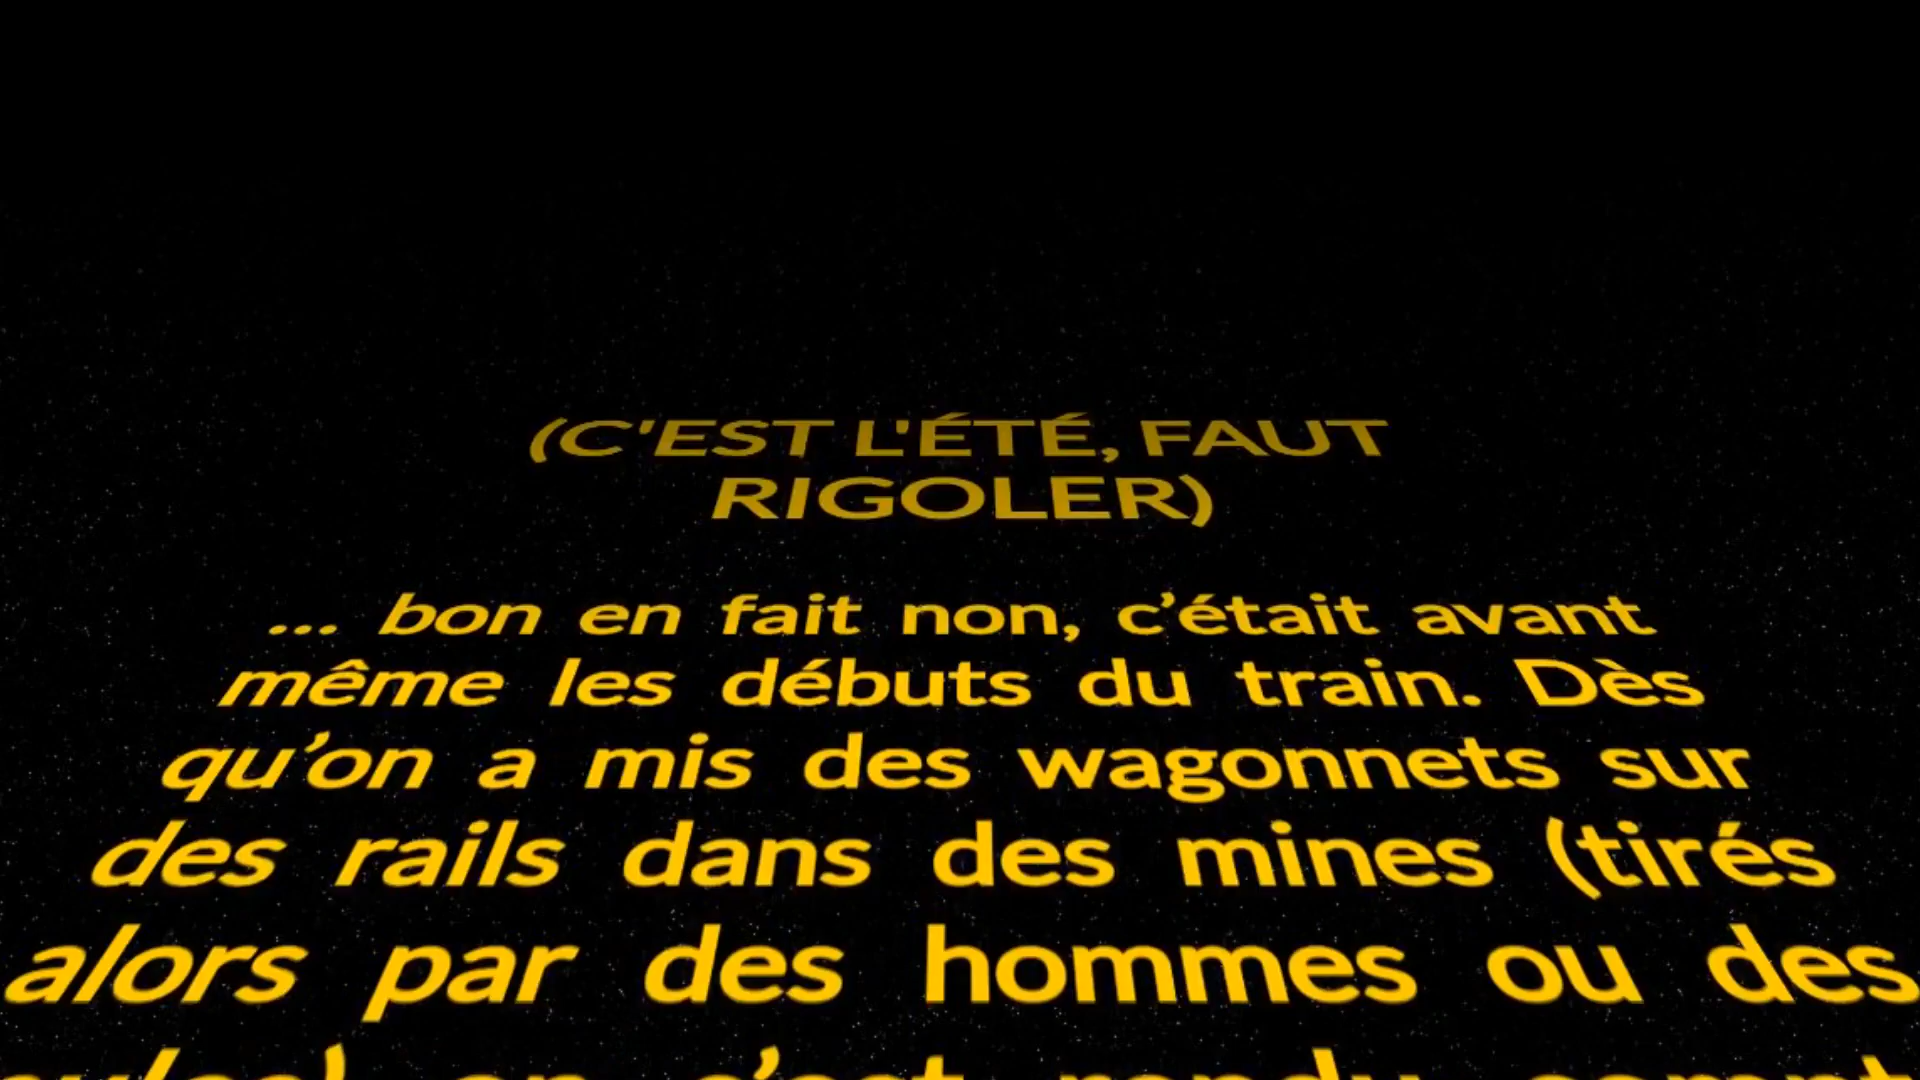 (C'EST L'ÉTÉ, FAUT
RIGOLER)
... bon en fait non, c’était avant
même les débuts du train. Dès
qu’on a mis des wagonnets sur
des rails dans des mines (tirés
alors par des hommes ou des